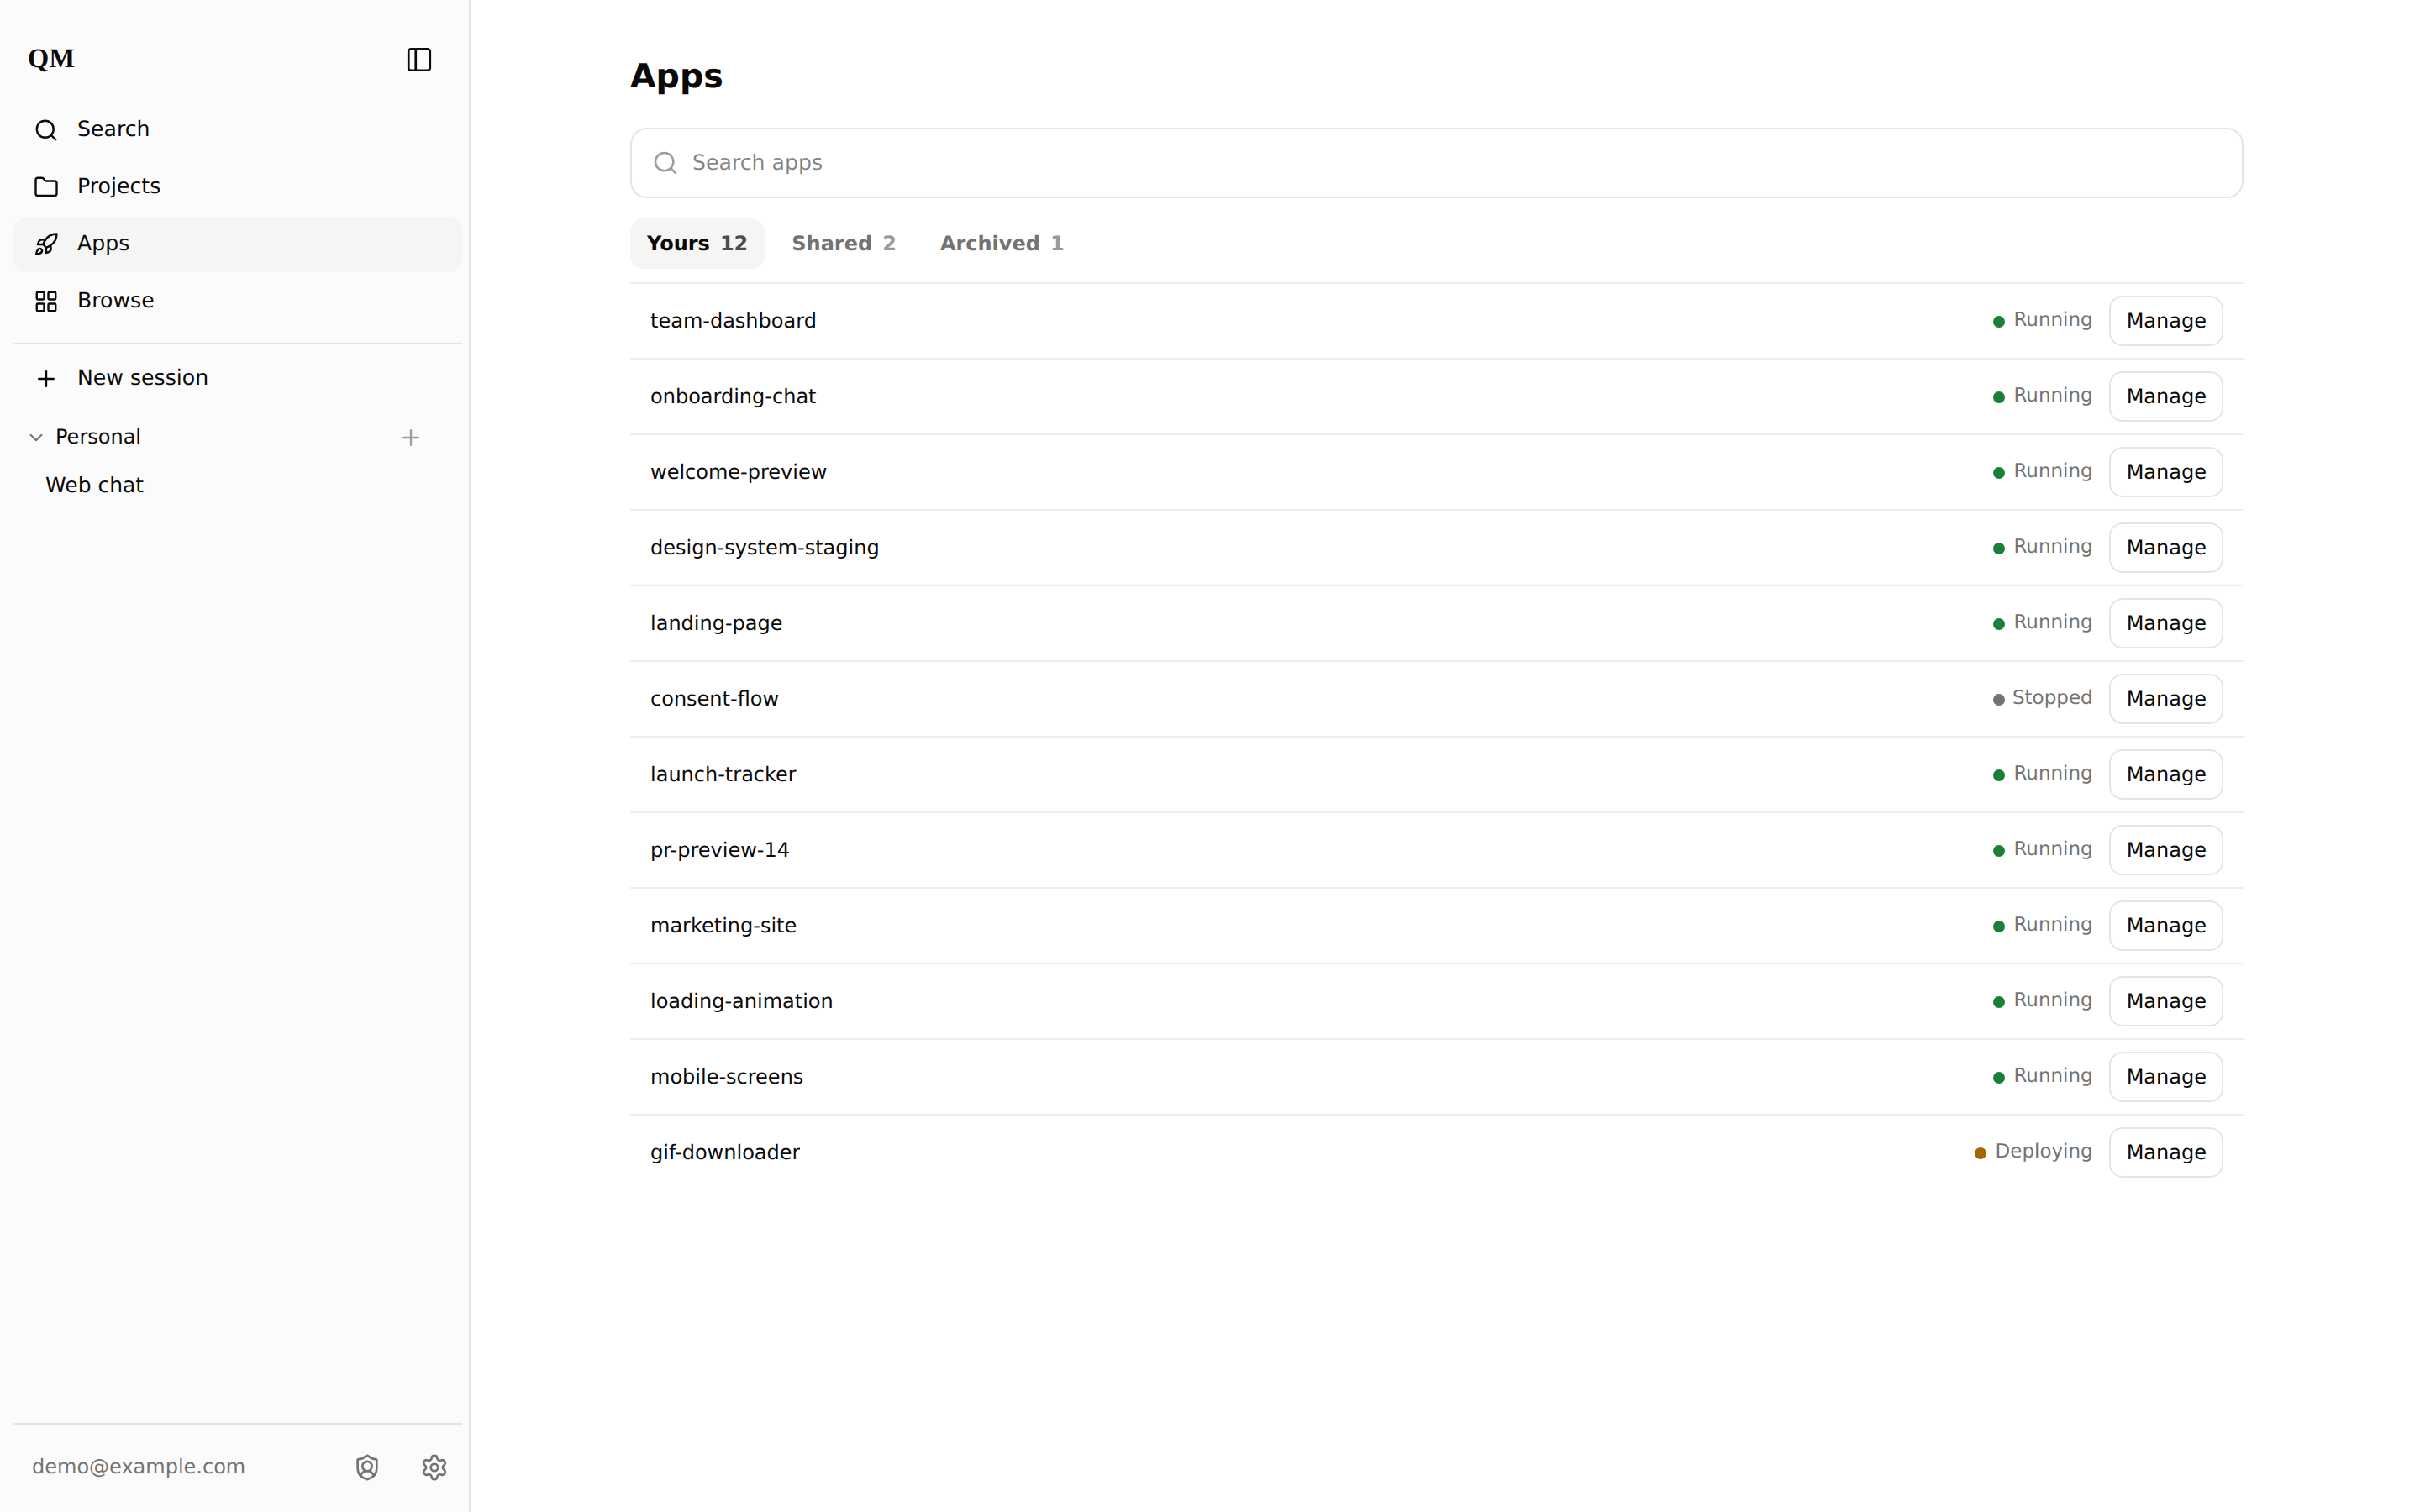 QM
Search
Projects
Apps
Browse
New session
Personal
Web chat
demo@example.com
Apps
Search apps
Yours 12 Shared 2 Archived 1
team-dashboard Running Manage
onboarding-chat Running Manage
welcome-preview Running Manage
design-system-staging Running Manage
landing-page Running Manage
consent-flow Stopped Manage
launch-tracker Running Manage
pr-preview-14 Running Manage
marketing-site Running Manage
loading-animation Running Manage
mobile-screens Running Manage
gif-downloader Deploying Manage